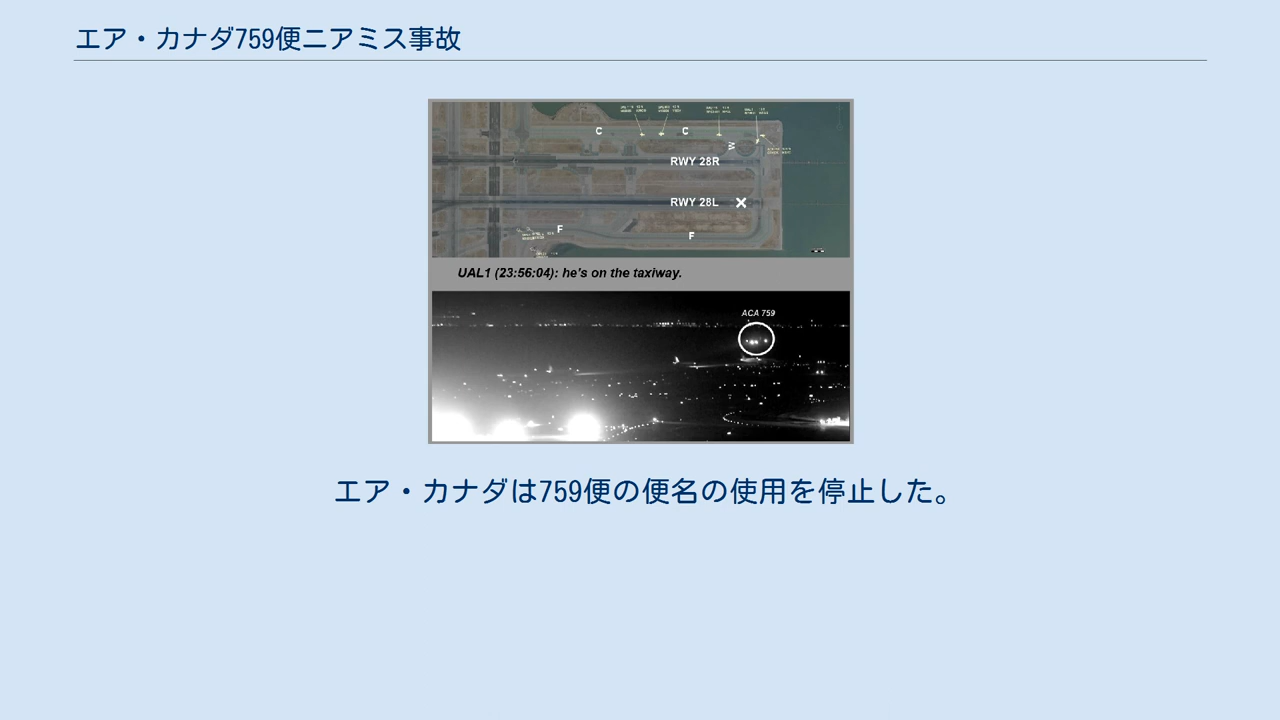 エア・カナダ759便ニアミス事故
C
C
W
RWY 28R
RWY 28L
F
F
UAL1 (23:56:04): he's on the taxiway.
ACA 759
エア・カナダは759便の便名の使用を停止した。